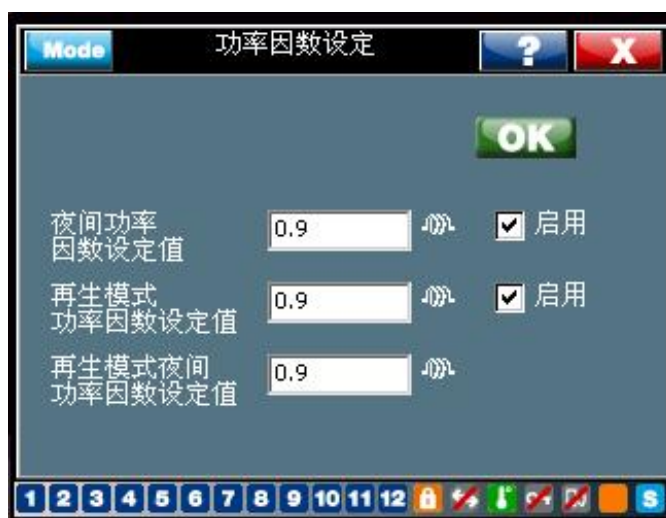 Mode 功率因数设定 ? X
OK
夜间功率
因数设定值 0.9 启用
再生模式
功率因数设定值 0.9 启用
再生模式夜间
功率因数设定值 0.9
1 2 3 4 5 6 7 8 9 10 11 12 S